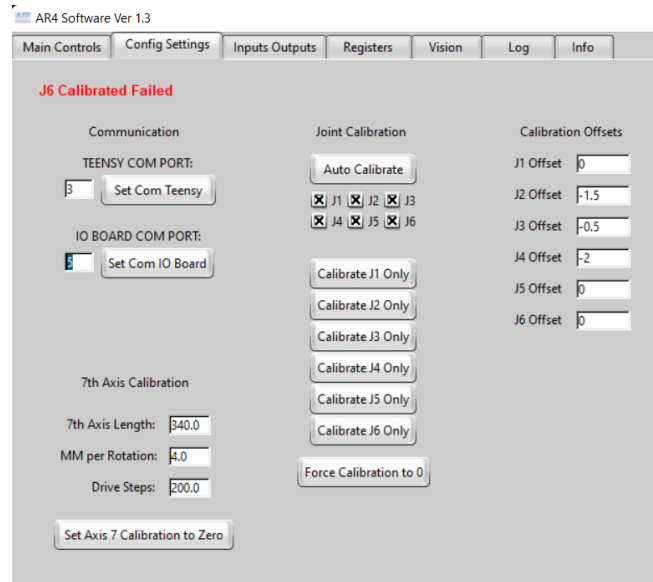 AR4 Software Ver 1.3
Main Controls Config Settings Inputs Outputs Registers Vision Log Info
J6 Calibrated Failed
Communication
TEENSY COM PORT:
3 Set Com Teensy
IO BOARD COM PORT:
5 Set Com IO Board
7th Axis Calibration
7th Axis Length: 340.0
MM per Rotation: 4.0
Drive Steps: 200.0
Set Axis 7 Calibration to Zero
Joint Calibration
Auto Calibrate
J1 J2 J3
J4 J5 J6
Calibrate J1 Only
Calibrate J2 Only
Calibrate J3 Only
Calibrate J4 Only
Calibrate J5 Only
Calibrate J6 Only
Force Calibration to 0
Calibration Offsets
J1 Offset 0
J2 Offset -1.5
J3 Offset -0.5
J4 Offset -2
J5 Offset 0
J6 Offset 0